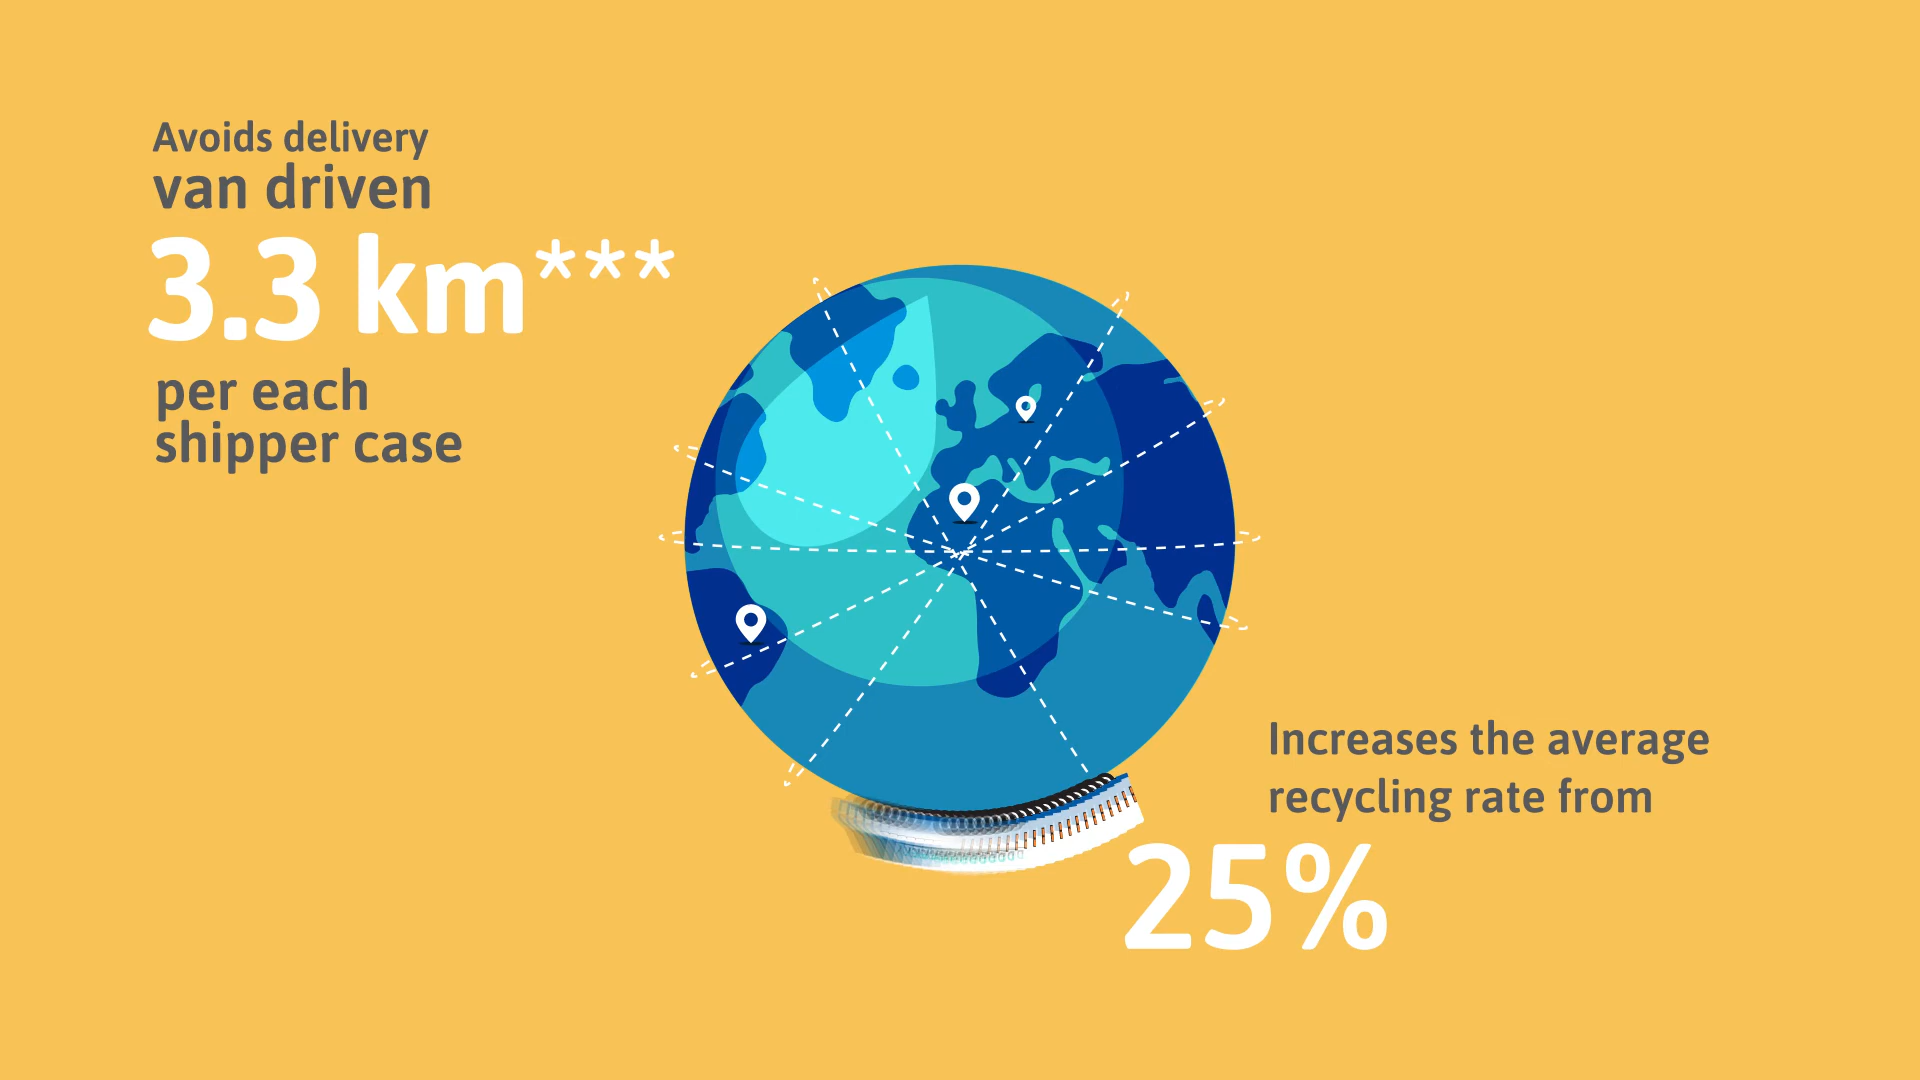 Avoids delivery
van driven
3.3 km***
per each
shipper case
Increases the average
recycling rate from
25%